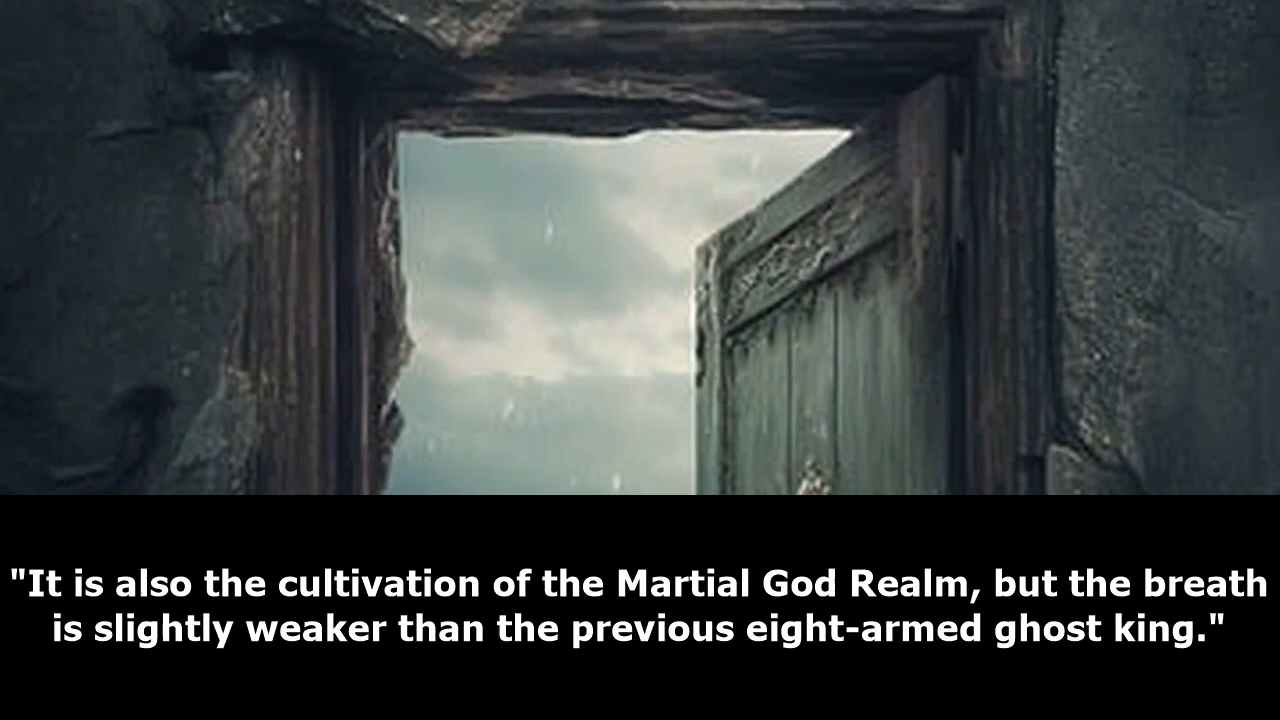 "It is also the cultivation of the Martial God Realm, but the breath
is slightly weaker than the previous eight-armed ghost king."